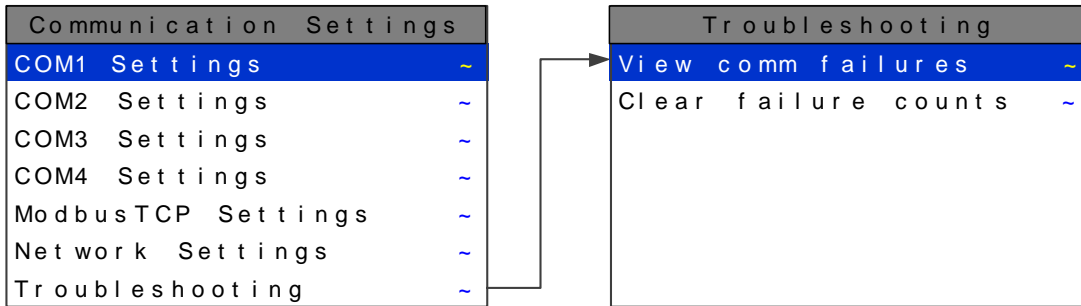 Communication Settings
COM1 Settings ~
COM2 Settings ~
COM3 Settings ~
COM4 Settings ~
ModbusTCP Settings ~
Network Settings ~
Troubleshooting ~
Troubleshooting
View comm failures ~
Clear failure counts ~